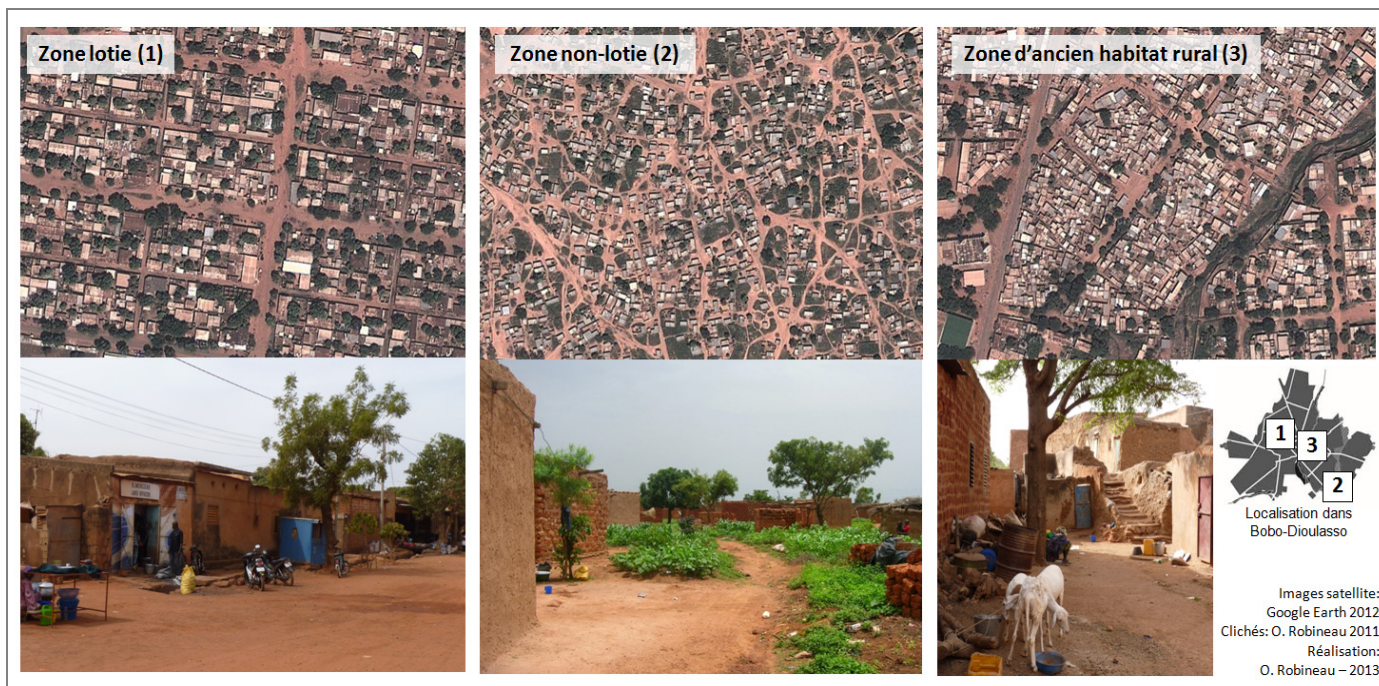 Zone lotie (1)
Zone non-lotie (2)
Zone d'ancien habitat rural (3)
1
3
2
Localisation dans
Bobo-Dioulasso
Images satellite:
Google Earth 2012
Clichés: O. Robineau 2011
Réalisation:
O. Robineau – 2013